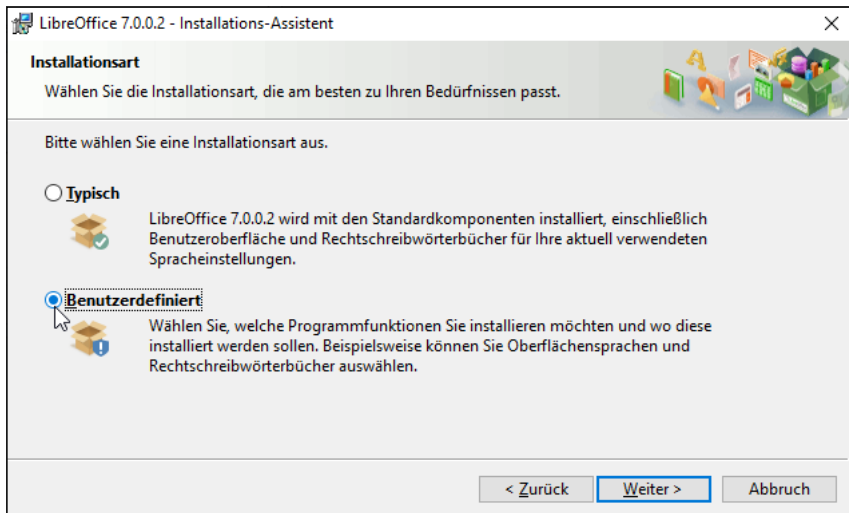 LibreOffice 7.0.0.2 - Installations-Assistent
Installationsart
Wählen Sie die Installationsart, die am besten zu Ihren Bedürfnissen passt.
Bitte wählen Sie eine Installationsart aus.
Typisch
LibreOffice 7.0.0.2 wird mit den Standardkomponenten installiert, einschließlich
Benutzeroberfläche und Rechtschreibwörterbücher für Ihre aktuell verwendeten
Spracheinstellungen.
Benutzerdefiniert
Wählen Sie, welche Programmfunktionen Sie installieren möchten und wo diese
installiert werden sollen. Beispielsweise können Sie Oberflächensprachen und
Rechtschreibwörterbücher auswählen.
< Zurück Weiter > Abbruch